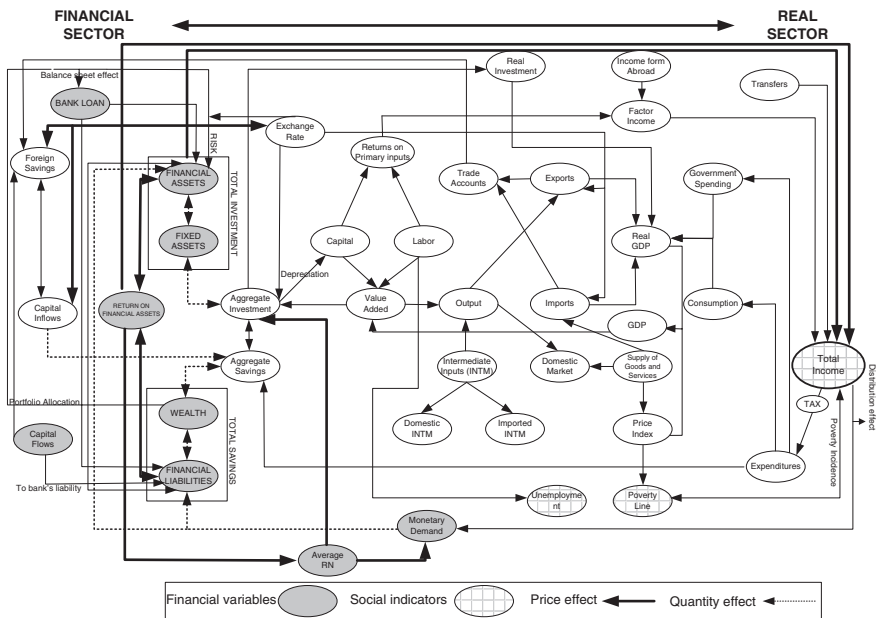 FINANCIAL
SECTOR
REAL
SECTOR
Balance sheet effect
BANK LOAN
Real
Investment
Income form
Abroad
Transfers
Factor
Income
Exchange
Rate
RISK
Foreign
Savings
Returns on
Primary inputs
FINANCIAL
ASSETS
TOTAL INVESTMENT
Trade
Accounts
Exports
Government
Spending
FIXED
ASSETS
Capital
Labor
Real
GDP
Depreciation
Capital
Inflows
RETURN ON
FINANCIAL ASSETS
Aggregate
Investment
Value
Added
Output
Imports
Consumption
GDP
Aggregate
Savings
Intermediate
Inputs (INTM)
Domestic
Market
Supply of
Goods and
Services
Total
Income
Distribution effect
Portfolio Allocation
WEALTH
TOTAL SAVINGS
TAX
Poverty Incidence
Capital
Flows
Domestic
INTM
Imported
INTM
Price
Index
FINANCIAL
LIABILITIES
Expenditures
To bank's liability
Unemployme
nt
Poverty
Line
Monetary
Demand
Average
RN
Financial variables
Social indicators
Price effect
Quantity effect